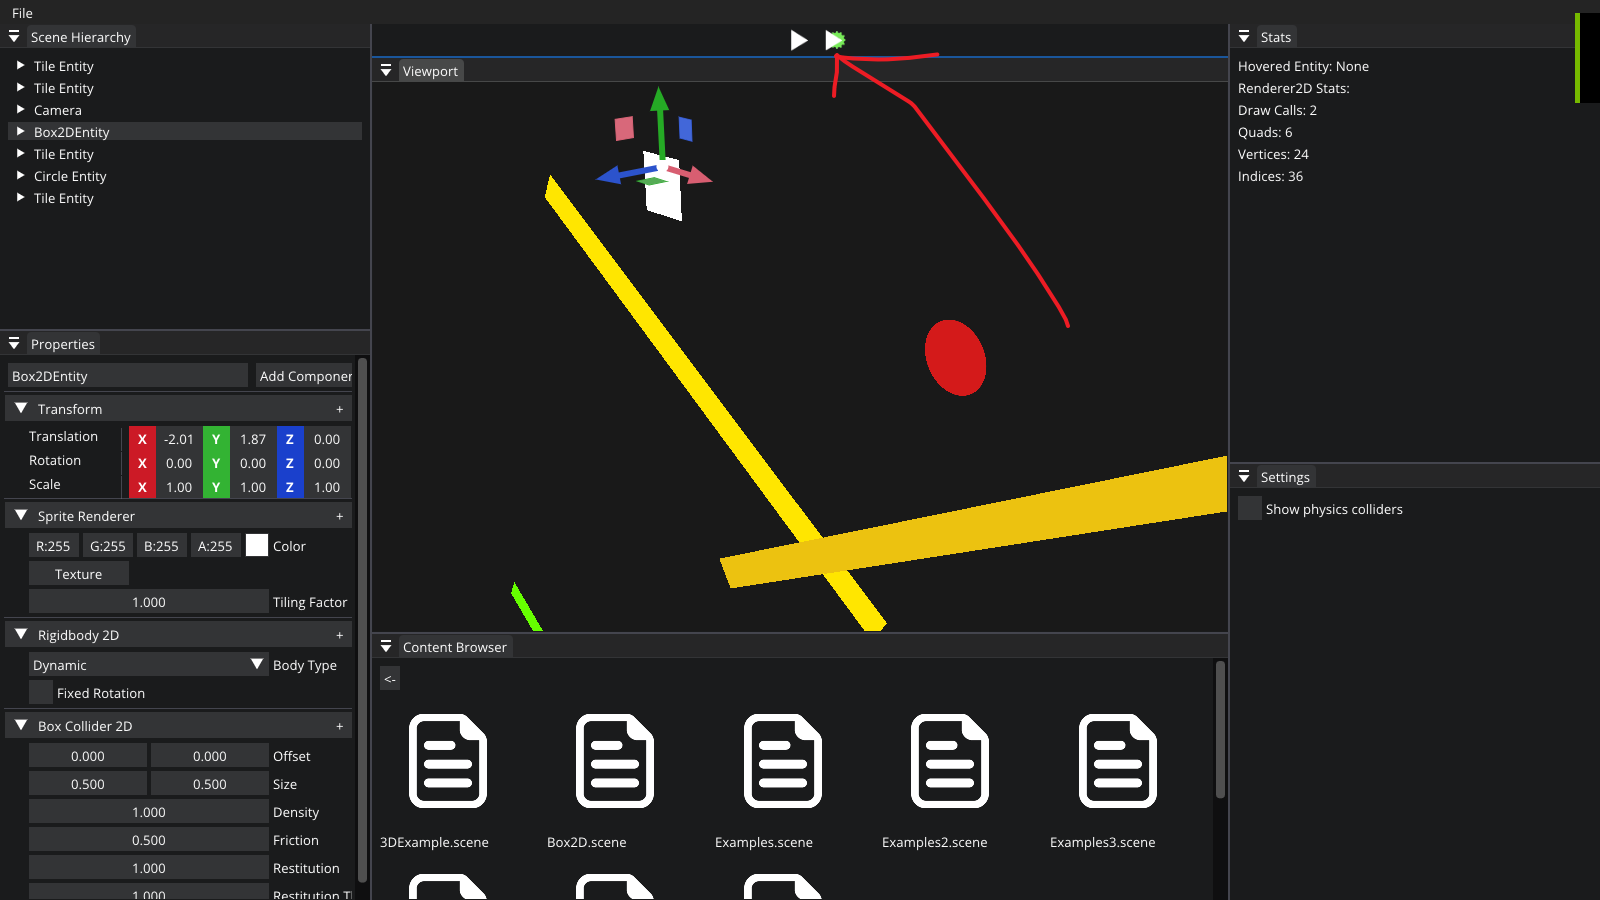 File
Scene Hierarchy
Tile Entity
Tile Entity
Camera
Box2DEntity
Tile Entity
Circle Entity
Tile Entity
Properties
Box2DEntity
Add Componer
Transform +
Translation X -2.01 Y 1.87 Z 0.00
Rotation X 0.00 Y 0.00 Z 0.00
Scale X 1.00 Y 1.00 Z 1.00
Sprite Renderer +
R:255 G:255 B:255 A:255 Color
Texture
1.000 Tiling Factor
Rigidbody 2D +
Dynamic Body Type
Fixed Rotation
Box Collider 2D +
0.000 0.000 Offset
0.500 0.500 Size
1.000 Density
0.500 Friction
1.000 Restitution
1.000 Restitution T
Viewport
Content Browser
<-
3DExample.scene
Box2D.scene
Examples.scene
Examples2.scene
Examples3.scene
Stats
Hovered Entity: None
Renderer2D Stats:
Draw Calls: 2
Quads: 6
Vertices: 24
Indices: 36
Settings
Show physics colliders